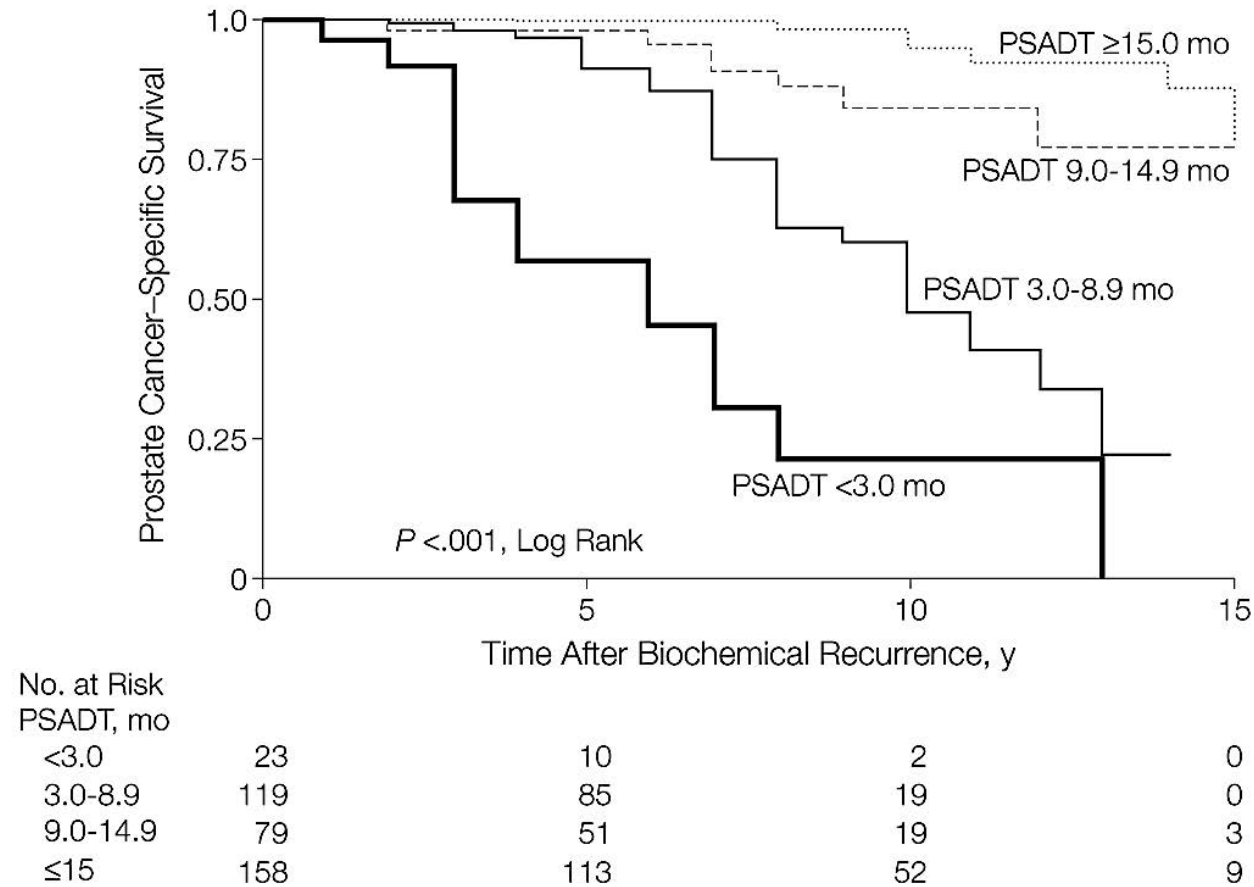 1.0
PSADT ≥15.0 mo
0.75
PSADT 9.0-14.9 mo
Prostate Cancer–Specific Survival
0.50
PSADT 3.0-8.9 mo
0.25
PSADT <3.0 mo
P <.001, Log Rank
0
0 5 10 15
Time After Biochemical Recurrence, y
No. at Risk
PSADT, mo
<3.0 23 10 2 0
3.0-8.9 119 85 19 0
9.0-14.9 79 51 19 3
≤15 158 113 52 9